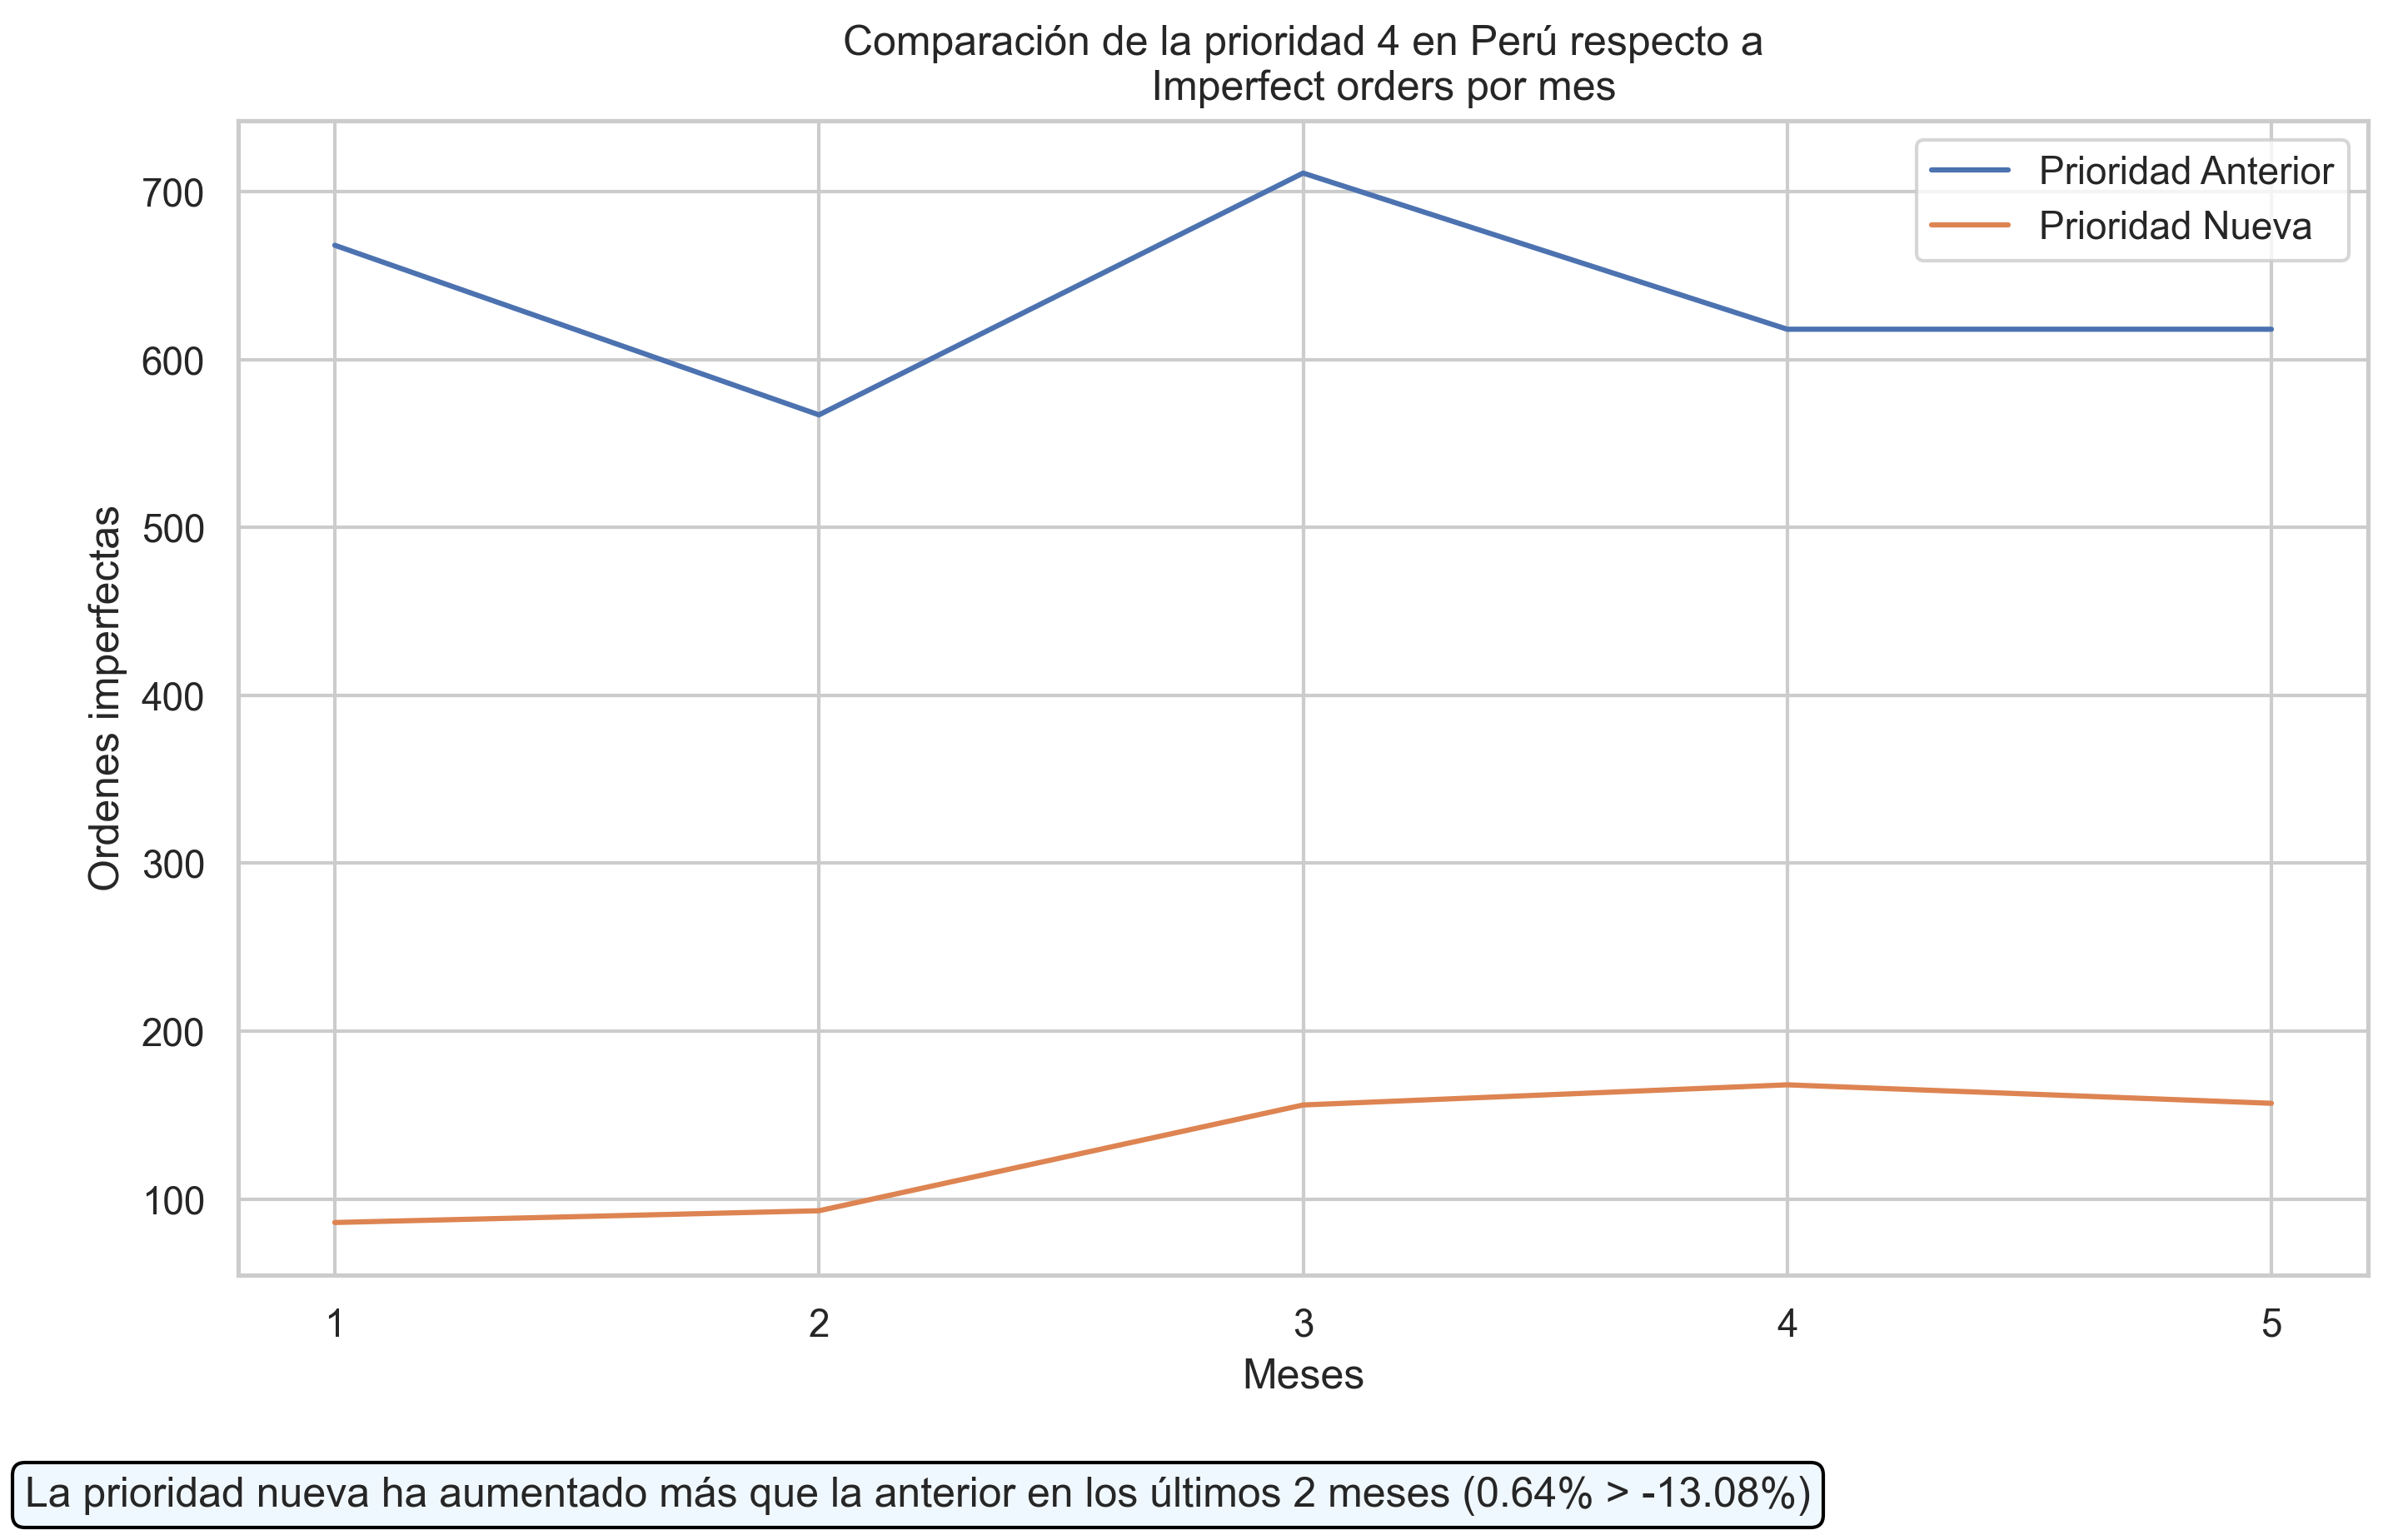 Comparación de la prioridad 4 en Perú respecto a
Imperfect orders por mes
Prioridad Anterior
Prioridad Nueva
700
600
500
400
300
200
100
Ordenes imperfectas
1 2 3 4 5
Meses
La prioridad nueva ha aumentado más que la anterior en los últimos 2 meses (0.64% > -13.08%)